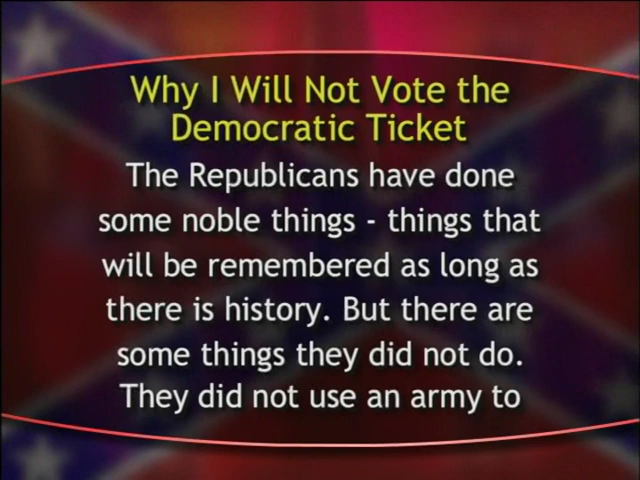 Why I Will Not Vote the
Democratic Ticket
The Republicans have done
some noble things - things that
will be remembered as long as
there is history. But there are
some things they did not do.
They did not use an army to